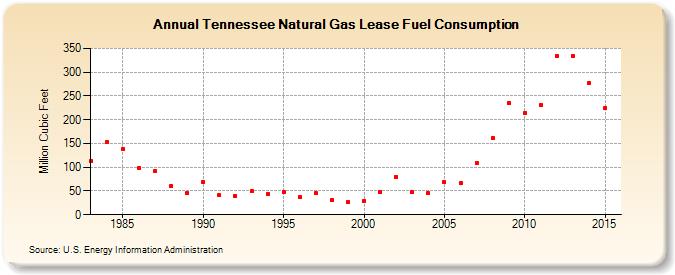 Annual Tennessee Natural Gas Lease Fuel Consumption
Million Cubic Feet
350
300
250
200
150
100
50
0
1985 1990 1995 2000 2005 2010 2015
Source: U.S. Energy Information Administration